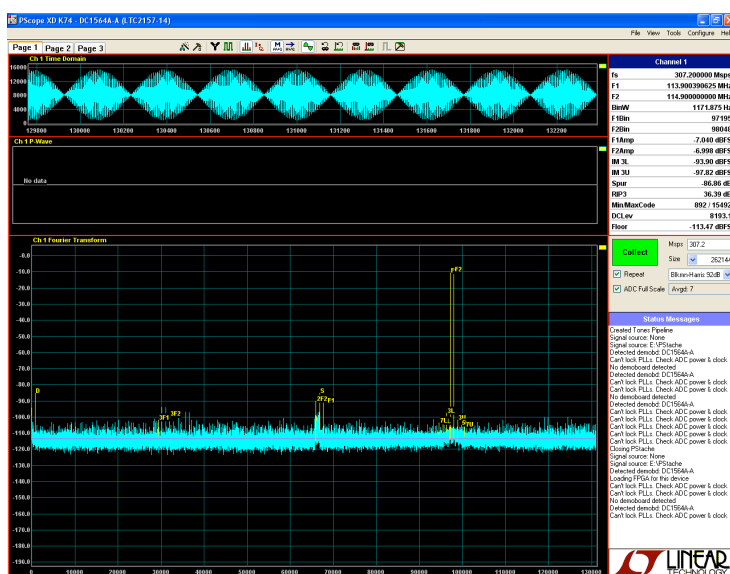 PScope XD K74 - DC1564A-A (LTC2157-14)
File View Tools Configure Hel
Page 1 Page 2 Page 3
Ch 1 Time Domain
16000
12000
8000
4000
0
129800 130000 130200 130400 130600 130800 131000 131200 131400 131600 131800 132000 132200
Ch 1 P-Wave
No data
Ch 1 Fourier Transform
-0.0
-10.0
-20.0
-30.0
-40.0
-50.0
-60.0
-70.0
-80.0
-90.0
-100.0
-110.0
-120.0
-130.0
-140.0
-150.0
-160.0
-170.0
-180.0
-190.0
F2
D
S
2F2
F1
3F1
3F2
3L
3U
7U
0 10000 20000 30000 40000 50000 60000 70000 80000 90000 100000 110000 120000 130000
Channel 1
fs 307.200000 Msps
F1 113.900390625 MHz
F2 114.900000000 MHz
BinW 1171.875 Hz
F1Bin 97195
F2Bin 98048
F1Amp -7.040 dBFS
F2Amp -6.998 dBFS
IM 3L -93.90 dBFS
IM 3U -97.82 dBFS
Spur -86.86 dB
RIP3 36.39 dB
Min/MaxCode 892 / 15492
DCLev 8193.1
Floor -113.47 dBFS
Collect
Msps 307.2
Size 26214
Repeat
Blkmn-Harris 92dB
ADC Full Scale
Avgd: 7
Status Messages
Created Tones Pipeline
Signal source: None
Signal source: E:\PStache
Detected demobd: DC1564A-A
Can't lock PLLs. Check ADC power & clock
No demoboard detected
Detected demobd: DC1564A-A
Can't lock PLLs. Check ADC power & clock
Can't lock PLLs. Check ADC power & clock
No demoboard detected
Detected demobd: DC1564A-A
Can't lock PLLs. Check ADC power & clock
Can't lock PLLs. Check ADC power & clock
Can't lock PLLs. Check ADC power & clock
Can't lock PLLs. Check ADC power & clock
Can't lock PLLs. Check ADC power & clock
Closing PStache
Signal source: None
Signal source: E:\PStache
Detected demobd: DC1564A-A
Loading FPGA for this device
Can't lock PLLs. Check ADC power & clock
Can't lock PLLs. Check ADC power & clock
No demoboard detected
Detected demobd: DC1564A-A
Can't lock PLLs. Check ADC power & clock
LINEAR
TECHNOLOGY